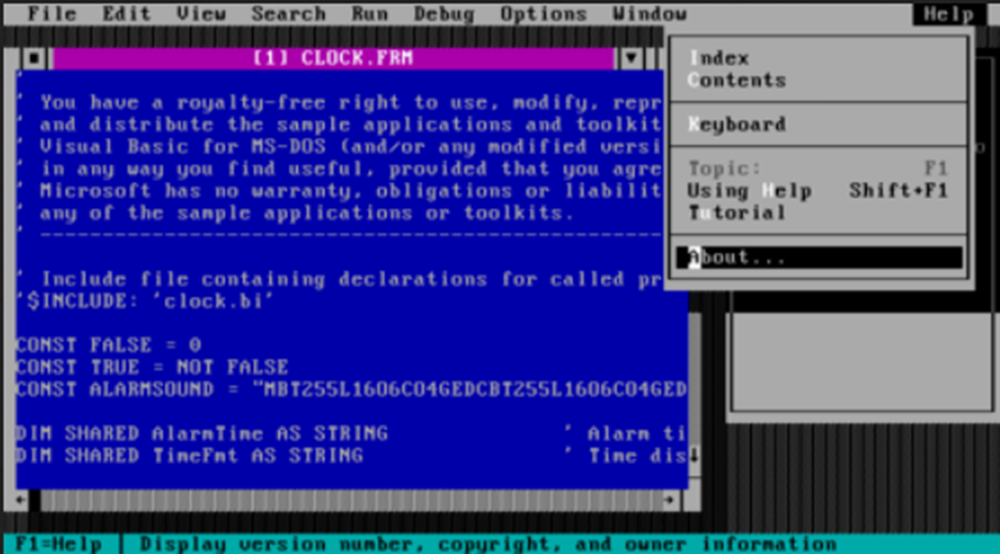 File Edit View Search Run Debug Options Window Help
[1] CLOCK.FRM
' You have a royalty-free right to use, modify, repr
' and distribute the sample applications and toolkit
' Visual Basic for MS-DOS (and/or any modified versi
' in any way you find useful, provided that you agre
' Microsoft has no warranty, obligations or liabilit
' any of the sample applications or toolkits.
' --------------------------------------------------
' Include file containing declarations for called pr
'$INCLUDE: 'clock.bi'
CONST FALSE = 0
CONST TRUE = NOT FALSE
CONST ALARMSOUND = "MBT255L16O6CO4GEDCBT255L16O6CO4GED
DIM SHARED AlarmTime AS STRING ' Alarm ti
DIM SHARED TimeFmt AS STRING ' Time dis
Index
Contents
Keyboard
Topic: F1
Using Help Shift+F1
Tutorial
About...
F1=Help | Display version number, copyright, and owner information